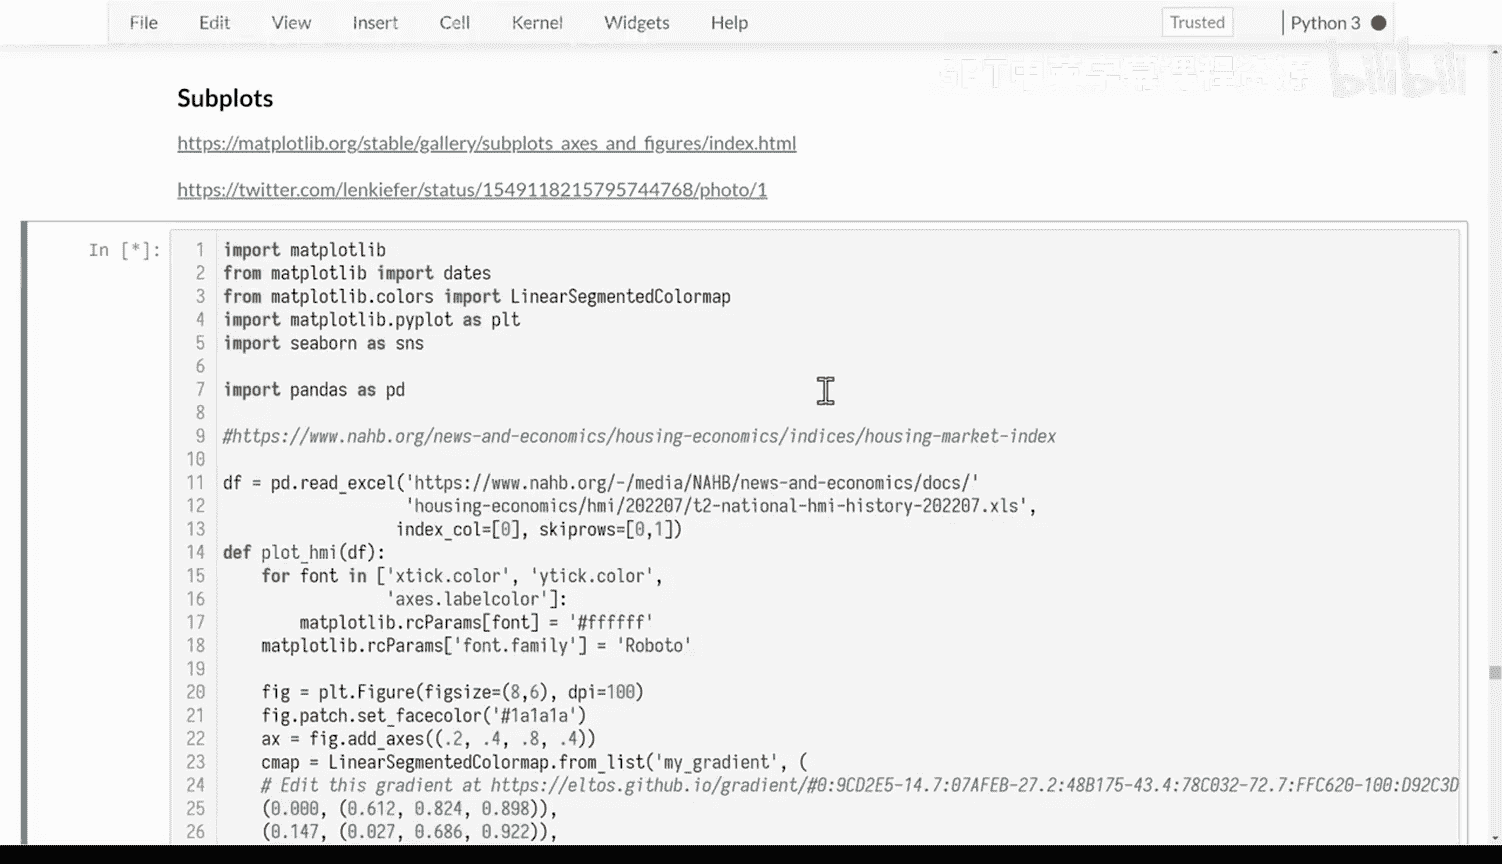 File Edit View Insert Cell Kernel Widgets Help Trusted Python 3
bilibili
Subplots
https://matplotlib.org/stable/gallery/subplots_axes_and_figures/index.html
https://twitter.com/lenkiefer/status/1549118215795744768/photo/1
In [*]:
1 import matplotlib
2 from matplotlib import dates
3 from matplotlib.colors import LinearSegmentedColormap
4 import matplotlib.pyplot as plt
5 import seaborn as sns
6
7 import pandas as pd
8
9 #https://www.nahb.org/news-and-economics/housing-economics/indices/housing-market-index
10
11 df = pd.read_excel('https://www.nahb.org/-/media/NAHB/news-and-economics/docs/'
12 'housing-economics/hmi/202207/t2-national-hmi-history-202207.xls',
13 index_col=[0], skiprows=[0,1])
14 def plot_hmi(df):
15 for font in ['xtick.color', 'ytick.color',
16 'axes.labelcolor']:
17 matplotlib.rcParams[font] = '#ffffff'
18 matplotlib.rcParams['font.family'] = 'Roboto'
19
20 fig = plt.Figure(figsize=(8,6), dpi=100)
21 fig.patch.set_facecolor('#1a1a1a')
22 ax = fig.add_axes((.2, .4, .8, .4))
23 cmap = LinearSegmentedColormap.from_list('my_gradient', (
24 # Edit this gradient at https://eltos.github.io/gradient/#0:9CD2E5-14.7:07AFEB-27.2:48B175-43.4:78C032-72.7:FFC620-100:D92C3D
25 (0.000, (0.612, 0.824, 0.898)),
26 (0.147, (0.027, 0.686, 0.922)),